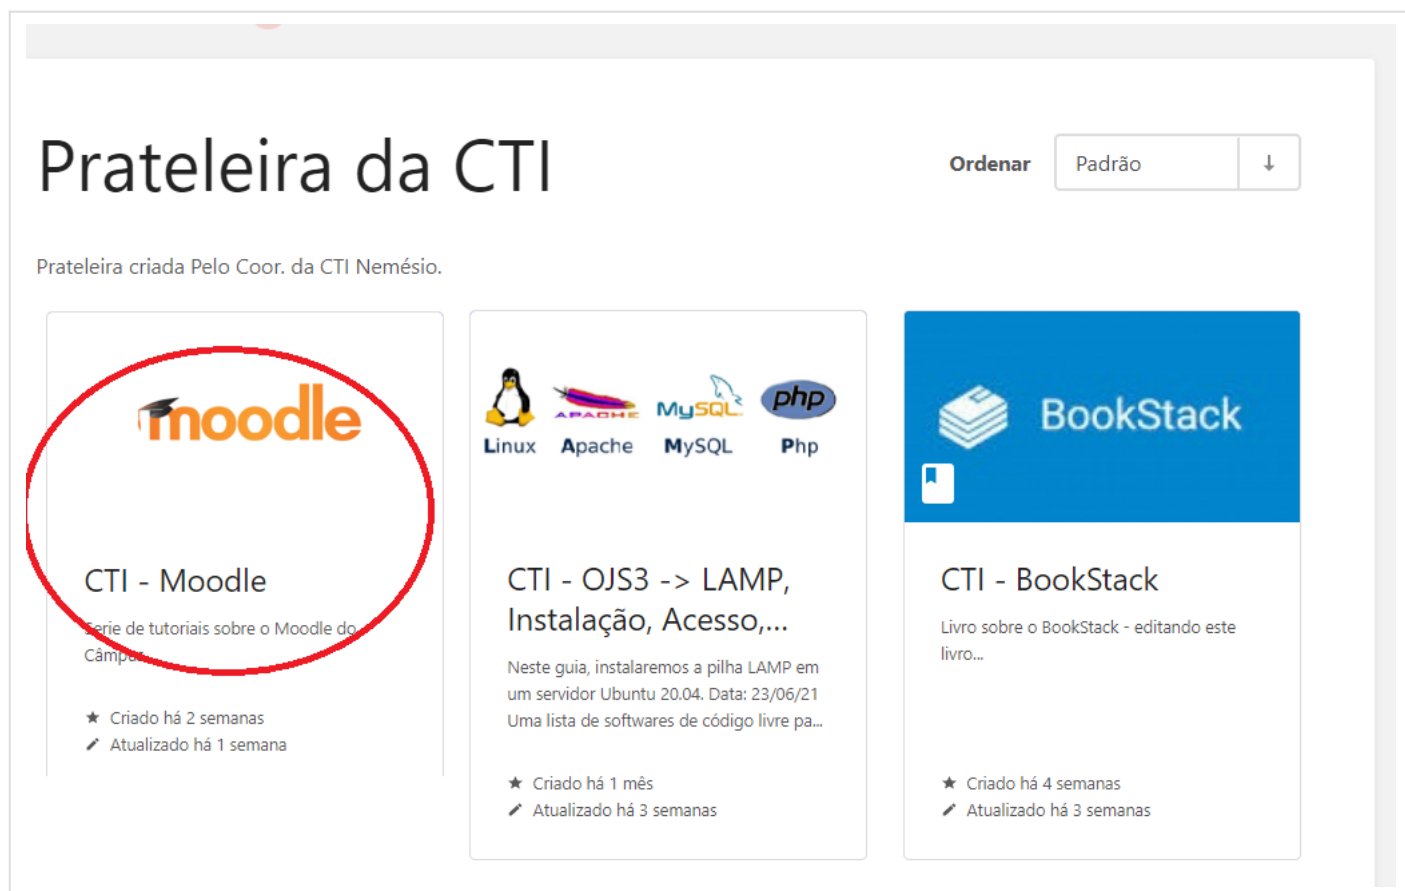 Prateleira da CTI
Ordenar Padrão
Prateleira criada Pelo Coor. da CTI Nemésio.
moodle
CTI - Moodle
Serie de tutoriais sobre o Moodle do
Câmpus...
Criado há 2 semanas
Atualizado há 1 semana
APACHE MySQL php
Linux Apache MySQL Php
CTI - OJS3 -> LAMP,
Instalação, Acesso,...
Neste guia, instalaremos a pilha LAMP em
um servidor Ubuntu 20.04. Data: 23/06/21
Uma lista de softwares de código livre pa...
Criado há 1 mês
Atualizado há 3 semanas
BookStack
CTI - BookStack
Livro sobre o BookStack - editando este
livro...
Criado há 4 semanas
Atualizado há 3 semanas